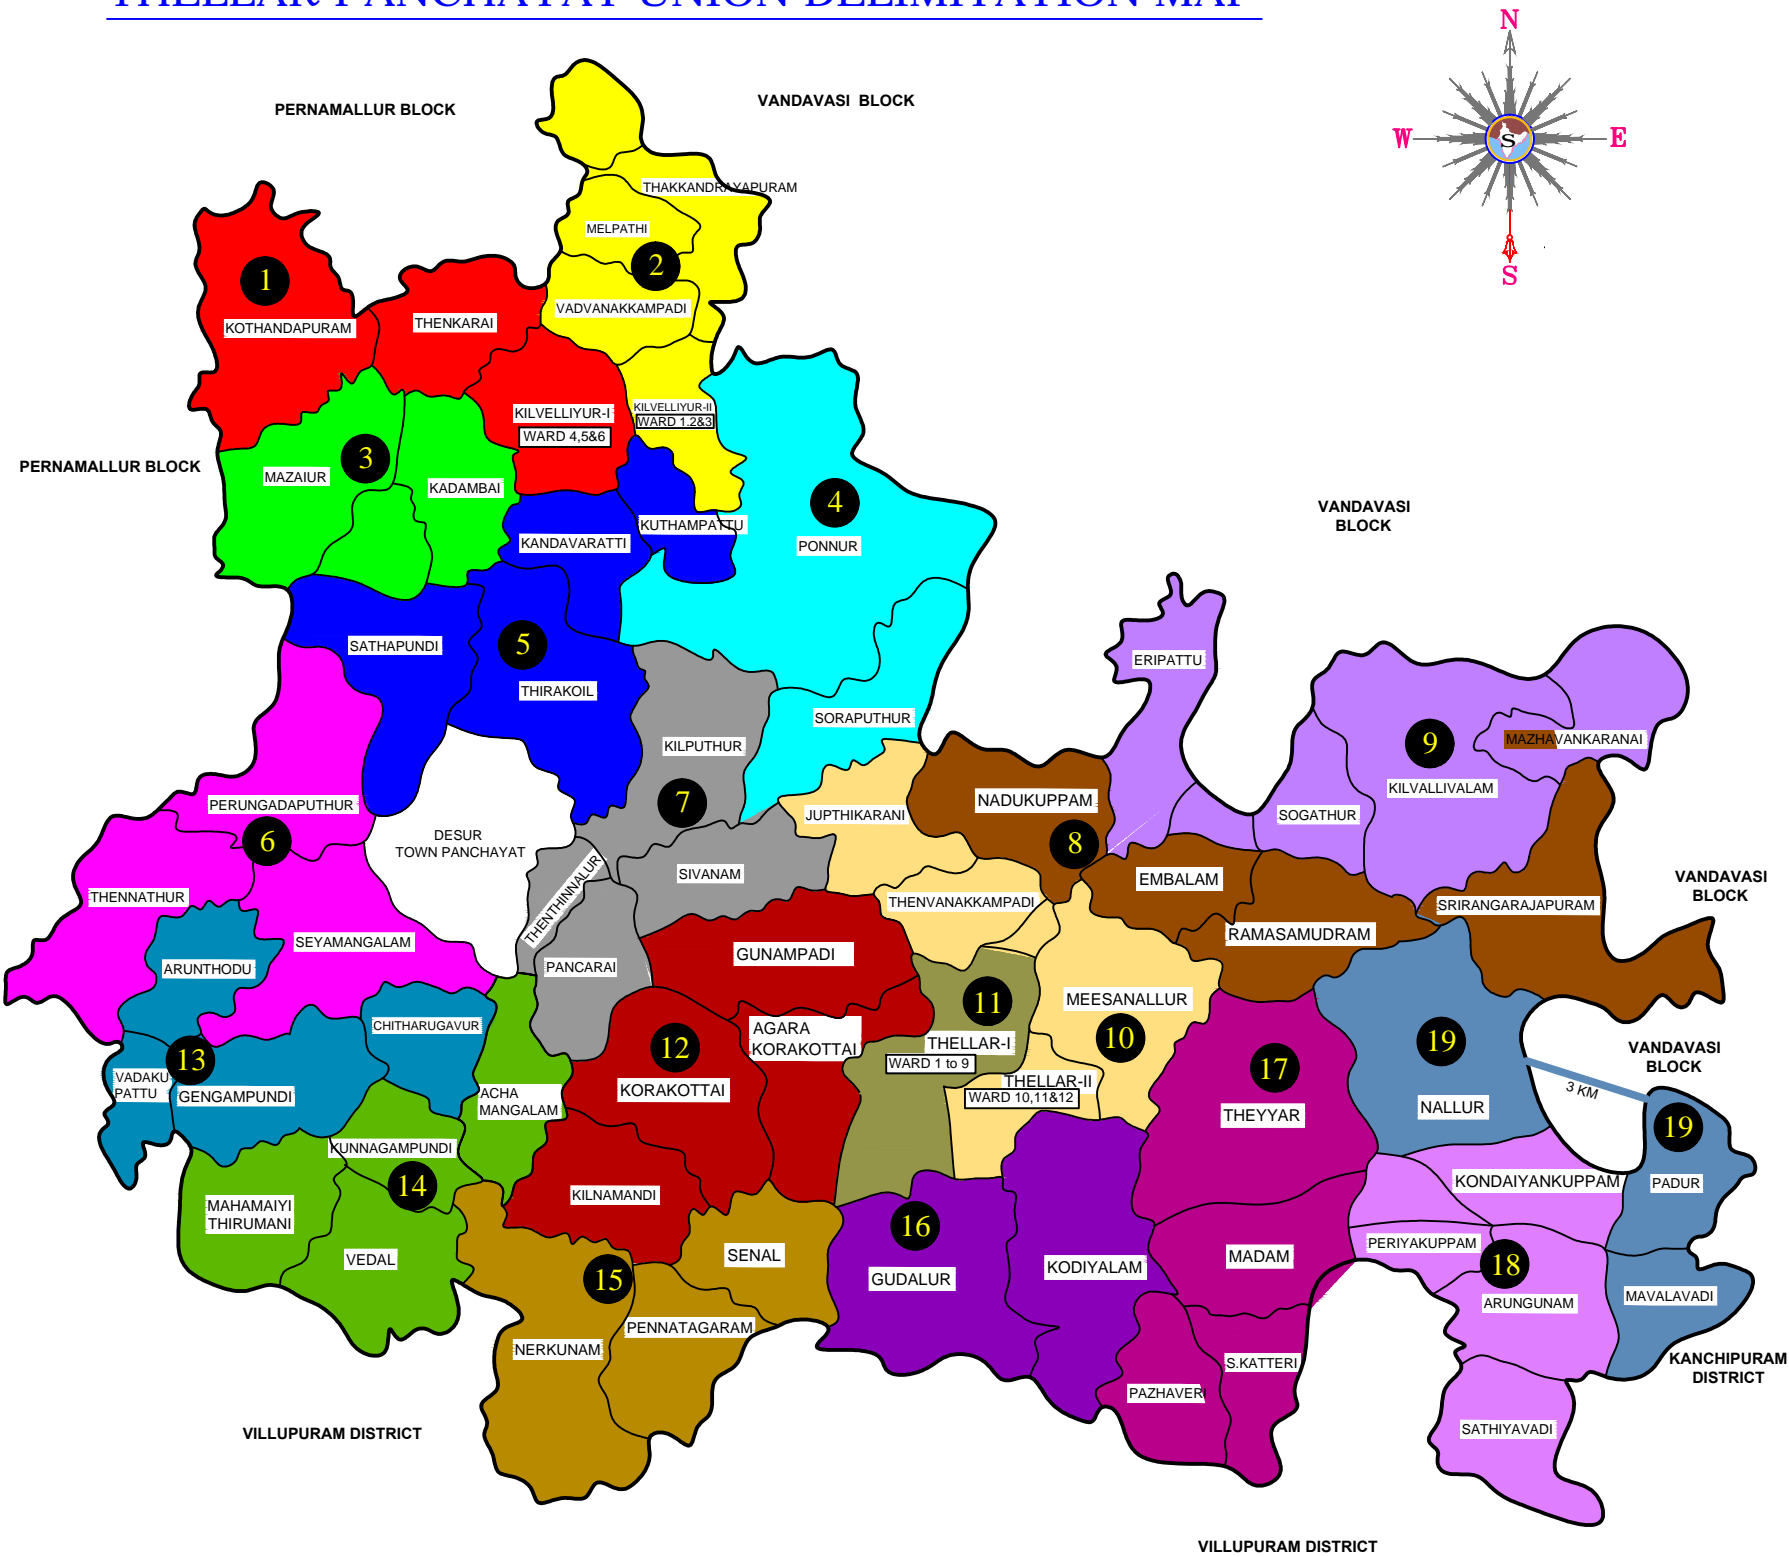 THELLAR PANCHAYAT UNION DELIMITATION MAP
N
W
S
E
S
PERNAMALLUR BLOCK
VANDAVASI BLOCK
THAKKANDRAYAPURAM
MELPATHI
2
1
VADVANAKKAMPADI
KOTHANDAPURAM
THENKARAI
KILVELLIYUR-I
WARD 4,5&6
KILVELLIYUR-II
WARD 1.2&3
PERNAMALLUR BLOCK
3
MAZAIUR
KADAMBAI
4
PONNUR
VANDAVASI
BLOCK
KUTHAMPATTU
KANDAVARATTI
SATHAPUNDI
5
THIRAKOIL
ERIPATTU
SORAPUTHUR
KILPUTHUR
9
MAZHAVANKARANAI
KILVALLIVALAM
7
PERUNGADAPUTHUR
6
DESUR
TOWN PANCHAYAT
JUPTHIKARANI
NADUKUPPAM
8
SOGATHUR
THENTHINNALUR
SIVANAM
EMBALAM
VANDAVASI
BLOCK
THENNATHUR
THENVANAKKAMPADI
SRIRANGARAJAPURAM
SEYAMANGALAM
RAMASAMUDRAM
ARUNTHODU
PANCARAI
GUNAMPADI
11
MEESANALLUR
CHITHARUGAVUR
AGARA
KORAKOTTAI
THELLAR-I
WARD 1 to 9
10
12
19
13
17
VANDAVASI
BLOCK
VADAKU
PATTU
GENGAMPUNDI
ACHA
MANGALAM
KORAKOTTAI
THELLAR-II
WARD 10,11&12
THEYYAR
NALLUR
3 KM
19
KUNNAGAMPUNDI
14
KILNAMANDI
KONDAIYANKUPPAM
PADUR
MAHAMAIYI
THIRUMANI
16
VEDAL
SENAL
15
GUDALUR
KODIYALAM
MADAM
PERIYAKUPPAM
18
ARUNGUNAM
MAVALAVADI
PENNATAGARAM
NERKUNAM
S.KATTERI
PAZHAVERI
KANCHIPURAM
DISTRICT
SATHIYAVADI
VILLUPURAM DISTRICT
VILLUPURAM DISTRICT